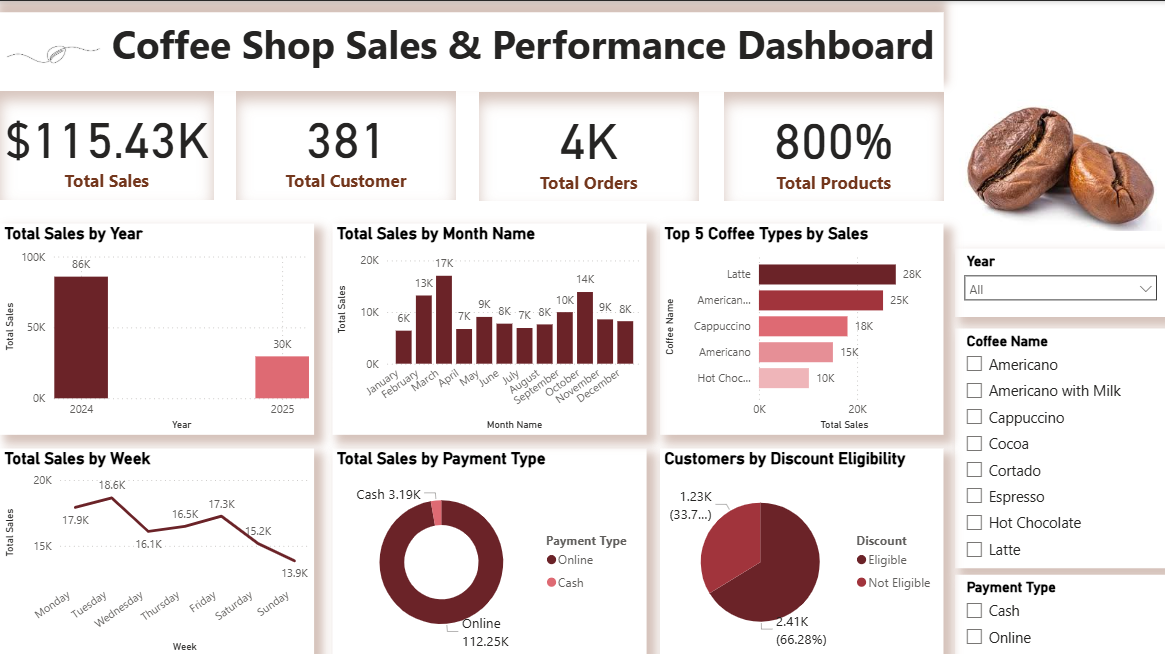 Coffee Shop Sales & Performance Dashboard
$115.43K
Total Sales
381
Total Customer
4K
Total Orders
800%
Total Products
Total Sales by Year
Total Sales
100K
50K
0K
86K
30K
2024
2025
Year
Total Sales by Month Name
Total Sales
20K
10K
0K
6K
13K
17K
7K
9K
8K
7K
8K
10K
14K
9K
8K
January
February
March
April
May
June
July
August
September
October
November
December
Month Name
Top 5 Coffee Types by Sales
Coffee Name
Latte
28K
American...
25K
Cappuccino
18K
Americano
15K
Hot Choc...
10K
0K
20K
Total Sales
Year
All
Coffee Name
Americano
Americano with Milk
Cappuccino
Cocoa
Cortado
Espresso
Hot Chocolate
Latte
Payment Type
Cash
Online
Total Sales by Week
Total Sales
20K
15K
17.9K
18.6K
16.1K
16.5K
17.3K
15.2K
13.9K
Monday
Tuesday
Wednesday
Thursday
Friday
Saturday
Sunday
Week
Total Sales by Payment Type
Cash 3.19K
Online
112.25K
Payment Type
Online
Cash
Customers by Discount Eligibility
1.23K
(33.7...)
2.41K
(66.28%)
Discount
Eligible
Not Eligible